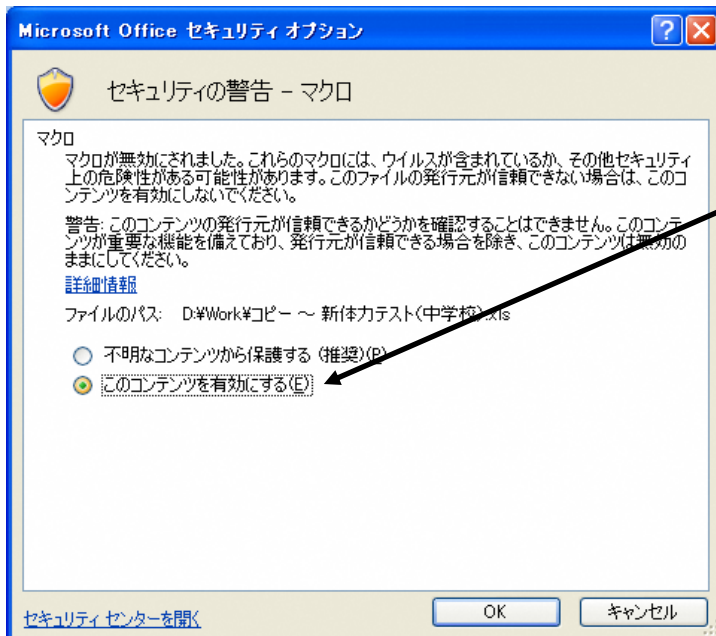 Microsoft Office セキュリティ オプション
セキュリティの警告 - マクロ
マクロ
マクロが無効にされました。これらのマクロには、ウイルスが含まれているか、その他セキュリティ
上の危険性がある可能性があります。このファイルの発行元が信頼できない場合は、このコ
ンテンツを有効にしないでください。
警告: このコンテンツの発行元が信頼できるかどうかを確認することはできません。このコンテ
ンツが重要な機能を備えており、発行元が信頼できる場合を除き、このコンテンツは無効の
ままにしてください。
詳細情報
ファイルのパス: D:¥Work¥コピー ～ 新体力テスト(中学校).xls
不明なコンテンツから保護する (推奨)(P)
このコンテンツを有効にする(E)
セキュリティ センターを開く
OK
キャンセル